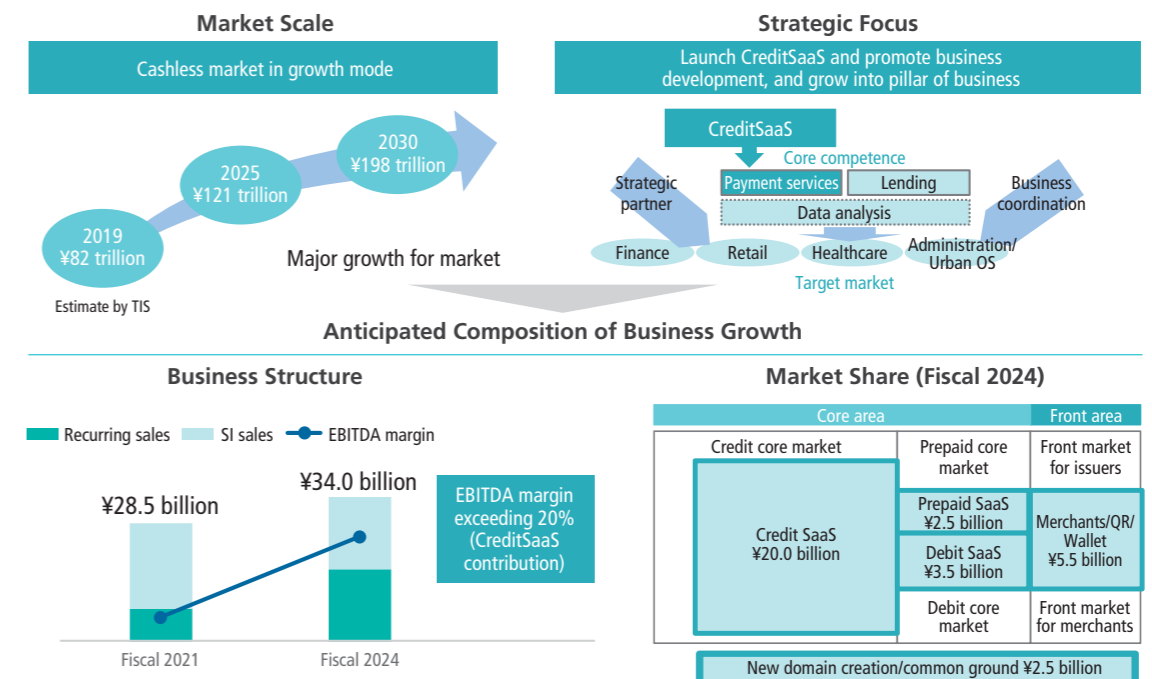 Market Scale
Cashless market in growth mode
2019
¥82 trillion
2025
¥121 trillion
2030
¥198 trillion
Major growth for market
Estimate by TIS
Strategic Focus
Launch CreditSaaS and promote business
development, and grow into pillar of business
CreditSaaS
Core competence
Strategic
partner
Payment services
Lending
Data analysis
Business
coordination
Finance
Retail
Healthcare
Administration/
Urban OS
Target market
Anticipated Composition of Business Growth
Business Structure
Recurring sales
SI sales
EBITDA margin
¥28.5 billion
¥34.0 billion
EBITDA margin
exceeding 20%
(CreditSaaS
contribution)
Fiscal 2021
Fiscal 2024
Market Share (Fiscal 2024)
Core area
Front area
Credit core market
Prepaid core
market
Front market
for issuers
Credit SaaS
¥20.0 billion
Prepaid SaaS
¥2.5 billion
Debit SaaS
¥3.5 billion
Merchants/QR/
Wallet
¥5.5 billion
Debit core
market
Front market
for merchants
New domain creation/common ground ¥2.5 billion